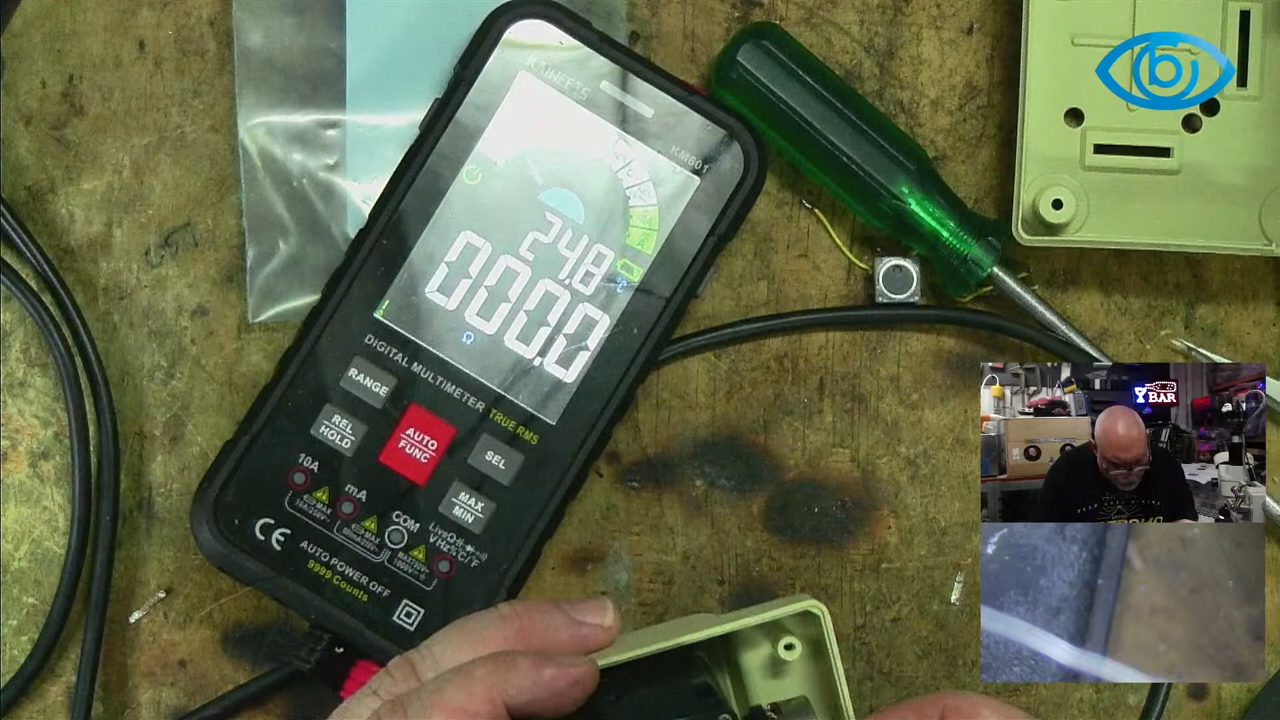 KAIWEETS
KM601
24.8
°C
000.0
Ω
DIGITAL MULTIMETER TRUE RMS
RANGE
REL
HOLD
AUTO
FUNC
SEL
MAX
MIN
10A
mA
COM
CE
AUTO POWER OFF
9999 Counts
BAR